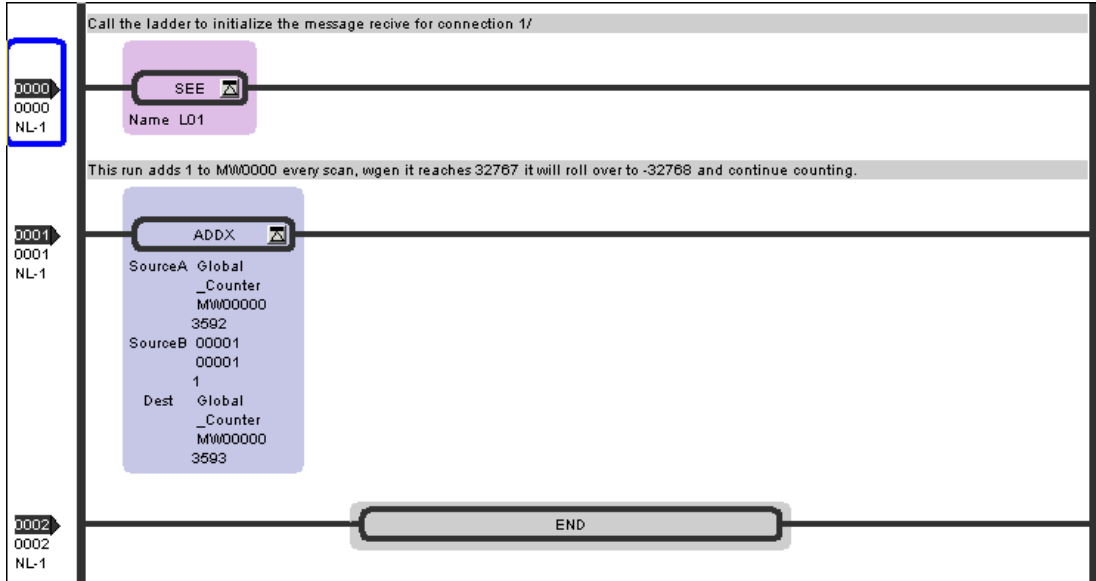 Call the ladder to initialize the message recive for connection 1/
0000
0000
NL-1
SEE
Name L01
This run adds 1 to MW0000 every scan, wgen it reaches 32767 it will roll over to -32768 and continue counting.
0001
0001
NL-1
ADDX
SourceA Global
_Counter
MW00000
3592
SourceB 00001
00001
1
Dest Global
_Counter
MW00000
3593
0002
0002
NL-1
END